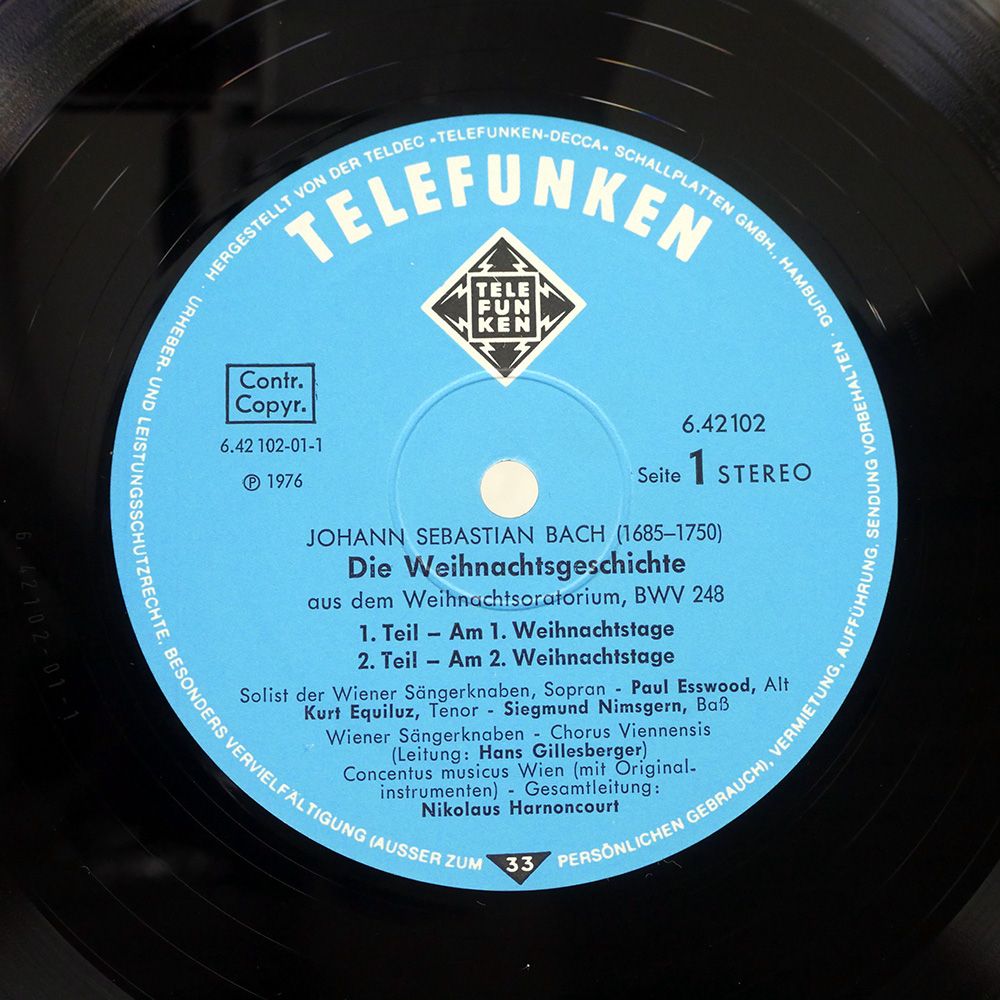 HERGESTELLT VON DER TELDEC »TELEFUNKEN-DECCA« SCHALLPLATTEN GMBH., HAMBURG · URHEBER- UND LEISTUNGSSCHUTZRECHTE, BESONDERS VERVIELFÄLTIGUNG (AUSSER ZUM PERSÖNLICHEN GEBRAUCH), VERMIETUNG, AUFFÜHRUNG, SENDUNG VORBEHALTEN
TELEFUNKEN
TELE
FUN
KEN
Contr.
Copyr.
6.42 102-01-1
℗ 1976
6.42102
Seite 1 STEREO
JOHANN SEBASTIAN BACH (1685–1750)
Die Weihnachtsgeschichte
aus dem Weihnachtsoratorium, BWV 248
1. Teil – Am 1. Weihnachtstage
2. Teil – Am 2. Weihnachtstage
Solist der Wiener Sängerknaben, Sopran - Paul Esswood, Alt
Kurt Equiluz, Tenor - Siegmund Nimsgern, Baß
Wiener Sängerknaben - Chorus Viennensis
(Leitung: Hans Gillesberger)
Concentus musicus Wien (mit Original-
instrumenten) - Gesamtleitung:
Nikolaus Harnoncourt
33
6.42102-01-1